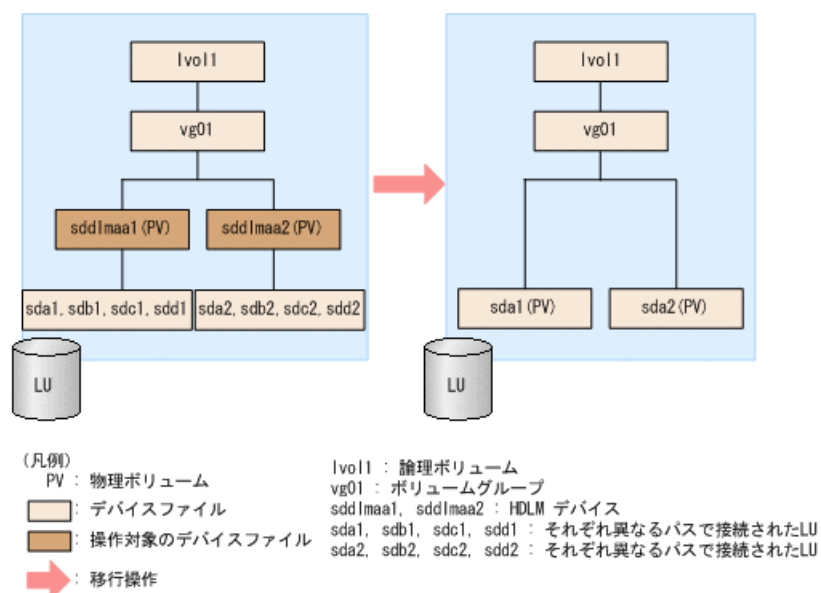 lvol1
vg01
sddlmaa1(PV)
sddlmaa2(PV)
sda1, sdb1, sdc1, sdd1
sda2, sdb2, sdc2, sdd2
LU
lvol1
vg01
sda1(PV)
sda2(PV)
LU
(凡例)
PV : 物理ボリューム
: デバイスファイル
: 操作対象のデバイスファイル
: 移行操作
lvol1 : 論理ボリューム
vg01 : ボリュームグループ
sddlmaa1, sddlmaa2 : HDLM デバイス
sda1, sdb1, sdc1, sdd1 : それぞれ異なるパスで接続されたLU
sda2, sdb2, sdc2, sdd2 : それぞれ異なるパスで接続されたLU